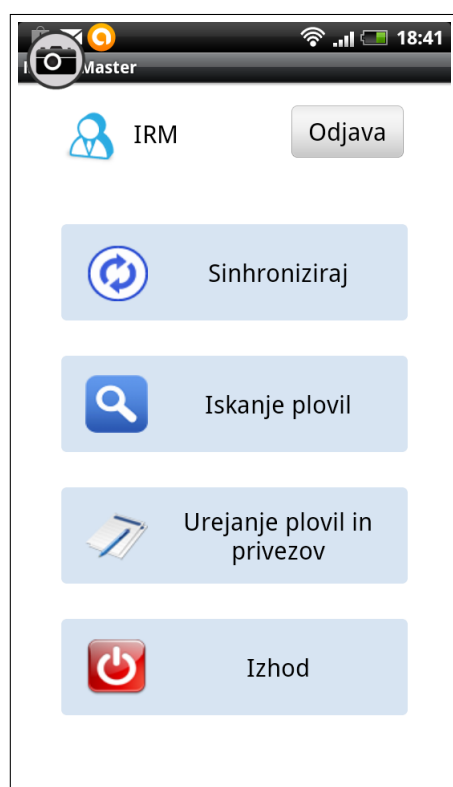 18:41
Master
IRM
Odjava
Sinhroniziraj
Iskanje plovil
Urejanje plovil in
privezov
Izhod